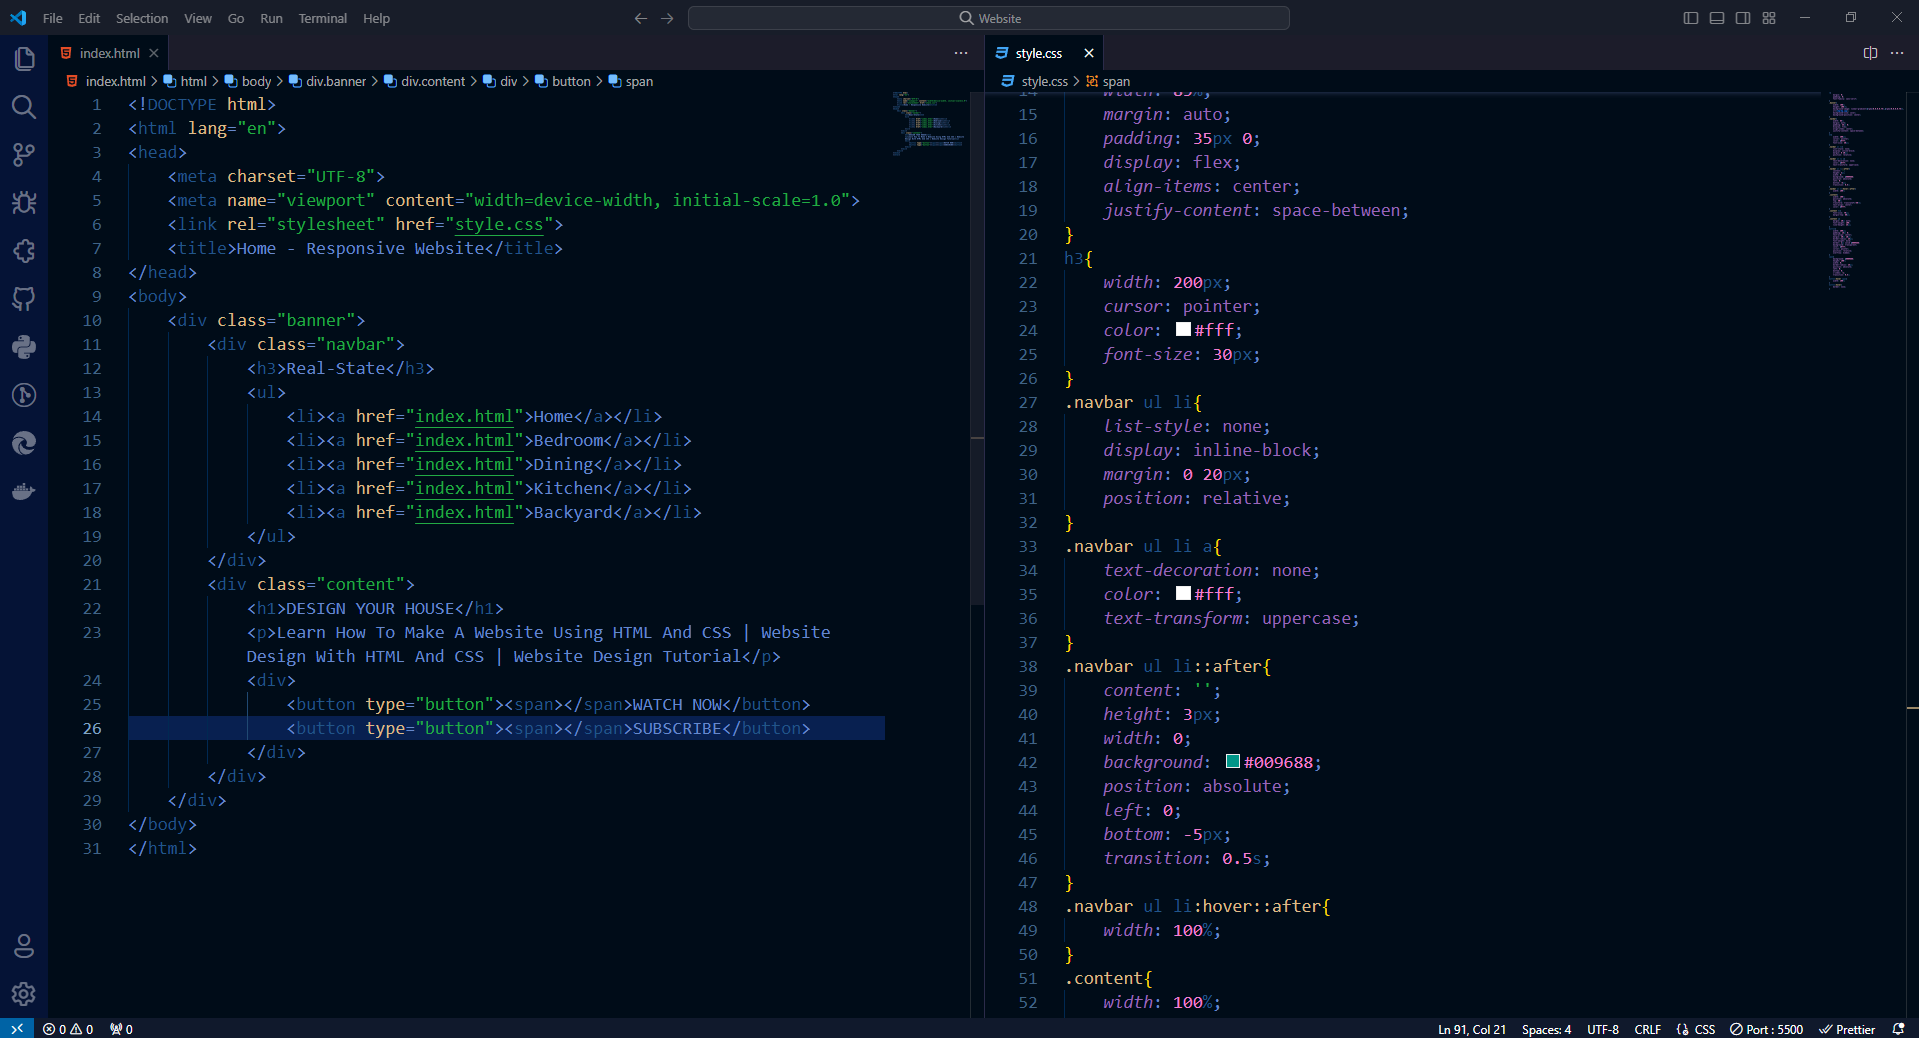 File Edit Selection View Go Run Terminal Help
Website
index.html
index.html > html > body > div.banner > div.content > div > button > span
1 <!DOCTYPE html>
2 <html lang="en">
3 <head>
4 <meta charset="UTF-8">
5 <meta name="viewport" content="width=device-width, initial-scale=1.0">
6 <link rel="stylesheet" href="style.css">
7 <title>Home - Responsive Website</title>
8 </head>
9 <body>
10 <div class="banner">
11 <div class="navbar">
12 <h3>Real-State</h3>
13 <ul>
14 <li><a href="index.html">Home</a></li>
15 <li><a href="index.html">Bedroom</a></li>
16 <li><a href="index.html">Dining</a></li>
17 <li><a href="index.html">Kitchen</a></li>
18 <li><a href="index.html">Backyard</a></li>
19 </ul>
20 </div>
21 <div class="content">
22 <h1>DESIGN YOUR HOUSE</h1>
23 <p>Learn How To Make A Website Using HTML And CSS | Website
Design With HTML And CSS | Website Design Tutorial</p>
24 <div>
25 <button type="button"><span></span>WATCH NOW</button>
26 <button type="button"><span></span>SUBSCRIBE</button>
27 </div>
28 </div>
29 </div>
30 </body>
31 </html>
style.css
style.css > span
14 width: 85%;
15 margin: auto;
16 padding: 35px 0;
17 display: flex;
18 align-items: center;
19 justify-content: space-between;
20 }
21 h3{
22 width: 200px;
23 cursor: pointer;
24 color: #fff;
25 font-size: 30px;
26 }
27 .navbar ul li{
28 list-style: none;
29 display: inline-block;
30 margin: 0 20px;
31 position: relative;
32 }
33 .navbar ul li a{
34 text-decoration: none;
35 color: #fff;
36 text-transform: uppercase;
37 }
38 .navbar ul li::after{
39 content: '';
40 height: 3px;
41 width: 0;
42 background: #009688;
43 position: absolute;
44 left: 0;
45 bottom: -5px;
46 transition: 0.5s;
47 }
48 .navbar ul li:hover::after{
49 width: 100%;
50 }
51 .content{
52 width: 100%;
0 0 0
Ln 91, Col 21 Spaces: 4 UTF-8 CRLF CSS Port : 5500 Prettier